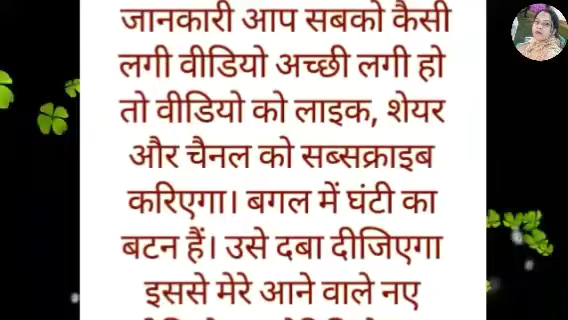 जानकारी आप सबको कैसी
लगी वीडियो अच्छी लगी हो
तो वीडियो को लाइक, शेयर
और चैनल को सब्सक्राइब
करिएगा। बगल में घंटी का
बटन हैं। उसे दबा दीजिएगा
इससे मेरे आने वाले नए